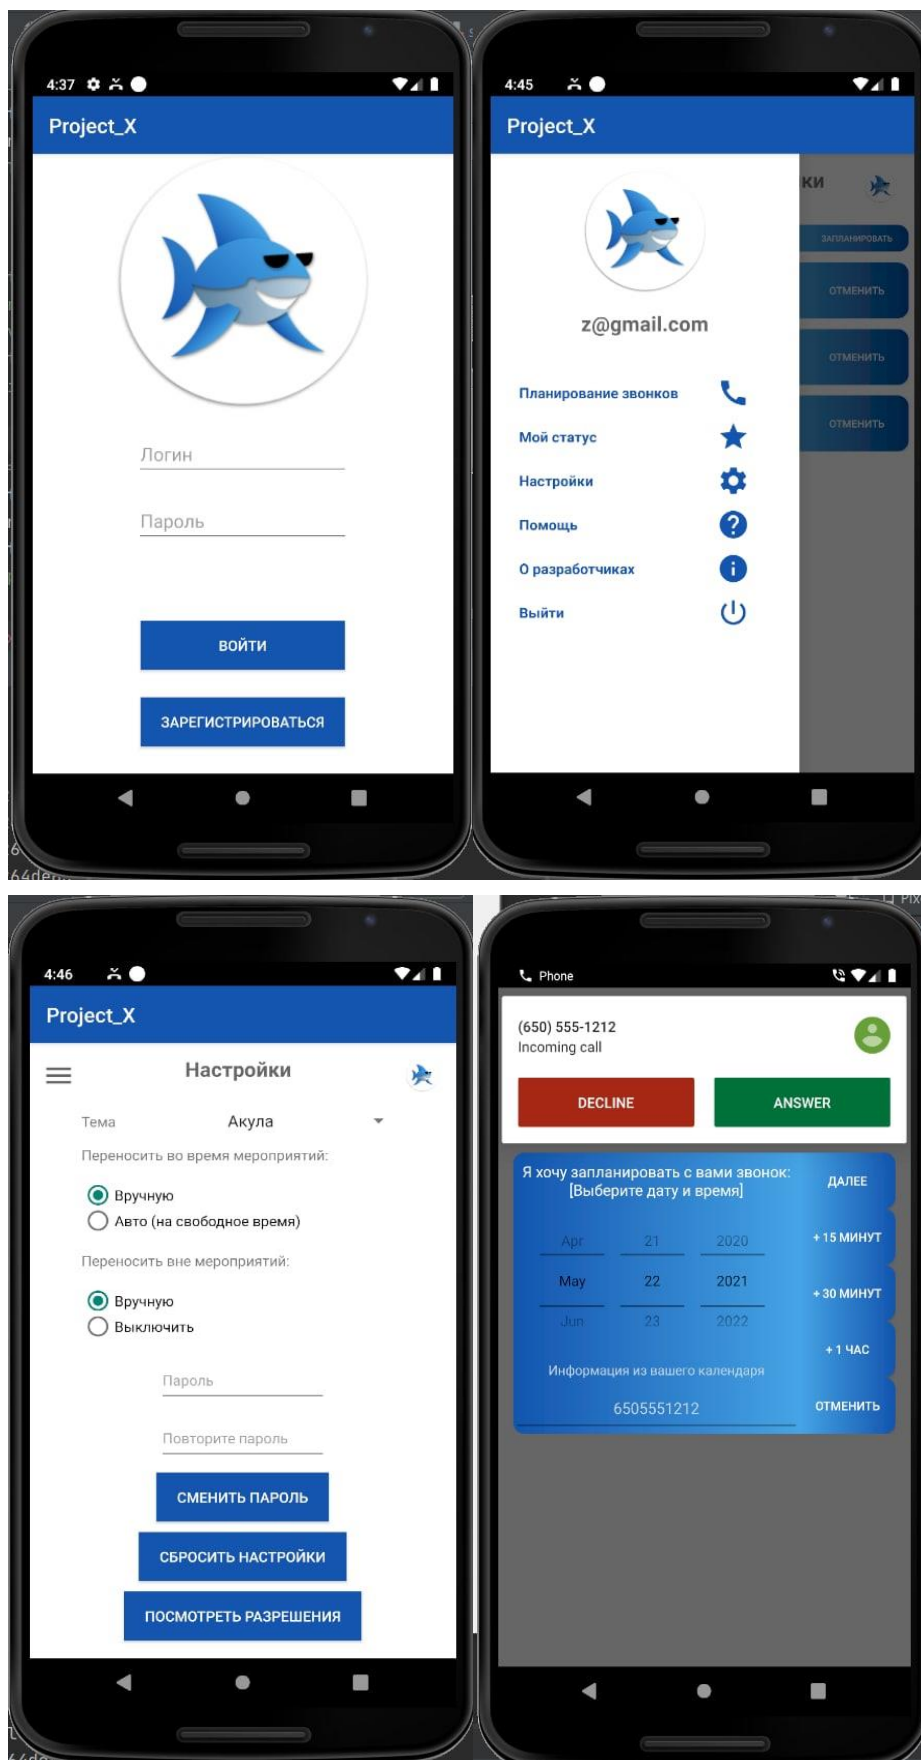 4:37
Project_X
Логин
Пароль
ВОЙТИ
ЗАРЕГИСТРИРОВАТЬСЯ
4:45
Project_X
ки
ЗАПЛАНИРОВАТЬ
z@gmail.com
ОТМЕНИТЬ
ОТМЕНИТЬ
Планирование звонков
ОТМЕНИТЬ
Мой статус
Настройки
Помощь
О разработчиках
Выйти
4:46
Project_X
Настройки
Тема Акула
Переносить во время мероприятий:
Вручную
Авто (на свободное время)
Переносить вне мероприятий:
Вручную
Выключить
Пароль
Повторите пароль
СМЕНИТЬ ПАРОЛЬ
СБРОСИТЬ НАСТРОЙКИ
ПОСМОТРЕТЬ РАЗРЕШЕНИЯ
Phone
(650) 555-1212
Incoming call
DECLINE ANSWER
Я хочу запланировать с вами звонок:
[Выберите дату и время]
ДАЛЕЕ
Apr 21 2020
+ 15 МИНУТ
May 22 2021
+ 30 МИНУТ
Jun 23 2022
+ 1 ЧАС
Информация из вашего календаря
6505551212
ОТМЕНИТЬ